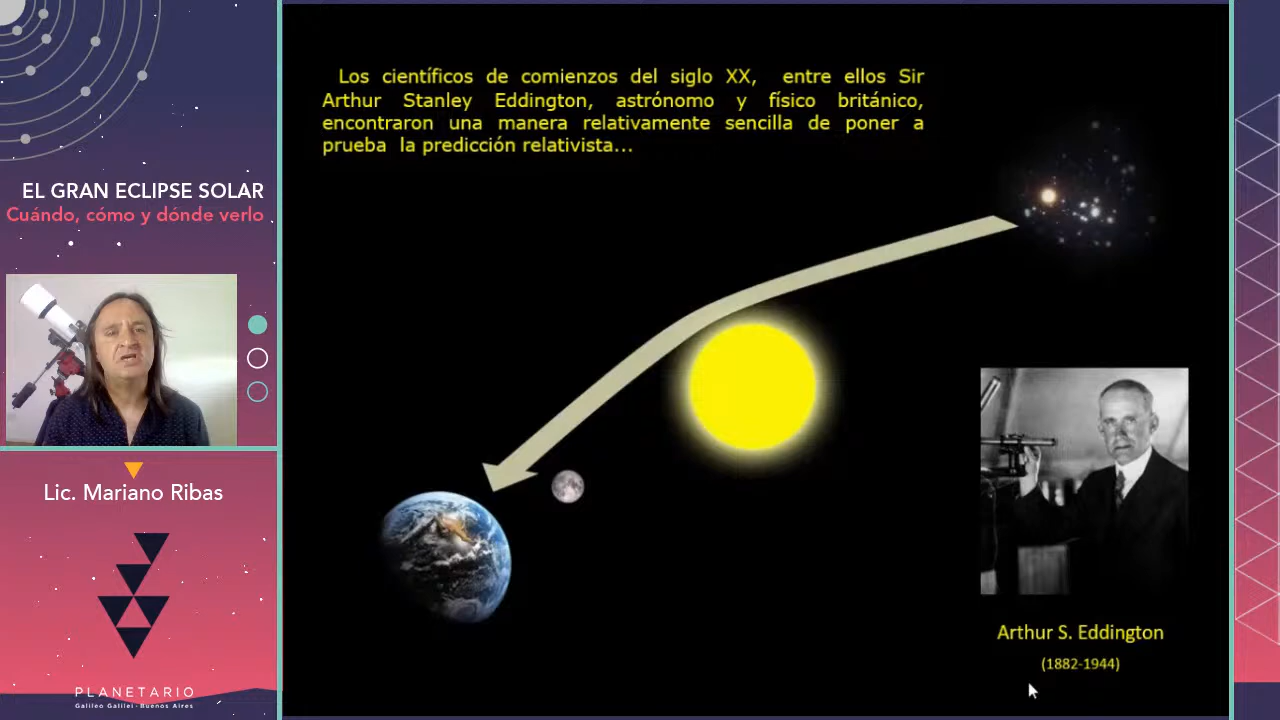 EL GRAN ECLIPSE SOLAR
Cuándo, cómo y dónde verlo
Lic. Mariano Ribas
PLANETARIO
Galileo Galilei - Buenos Aires
Los científicos de comienzos del siglo XX, entre ellos Sir
Arthur Stanley Eddington, astrónomo y físico británico,
encontraron una manera relativamente sencilla de poner a
prueba la predicción relativista...
Arthur S. Eddington
(1882-1944)